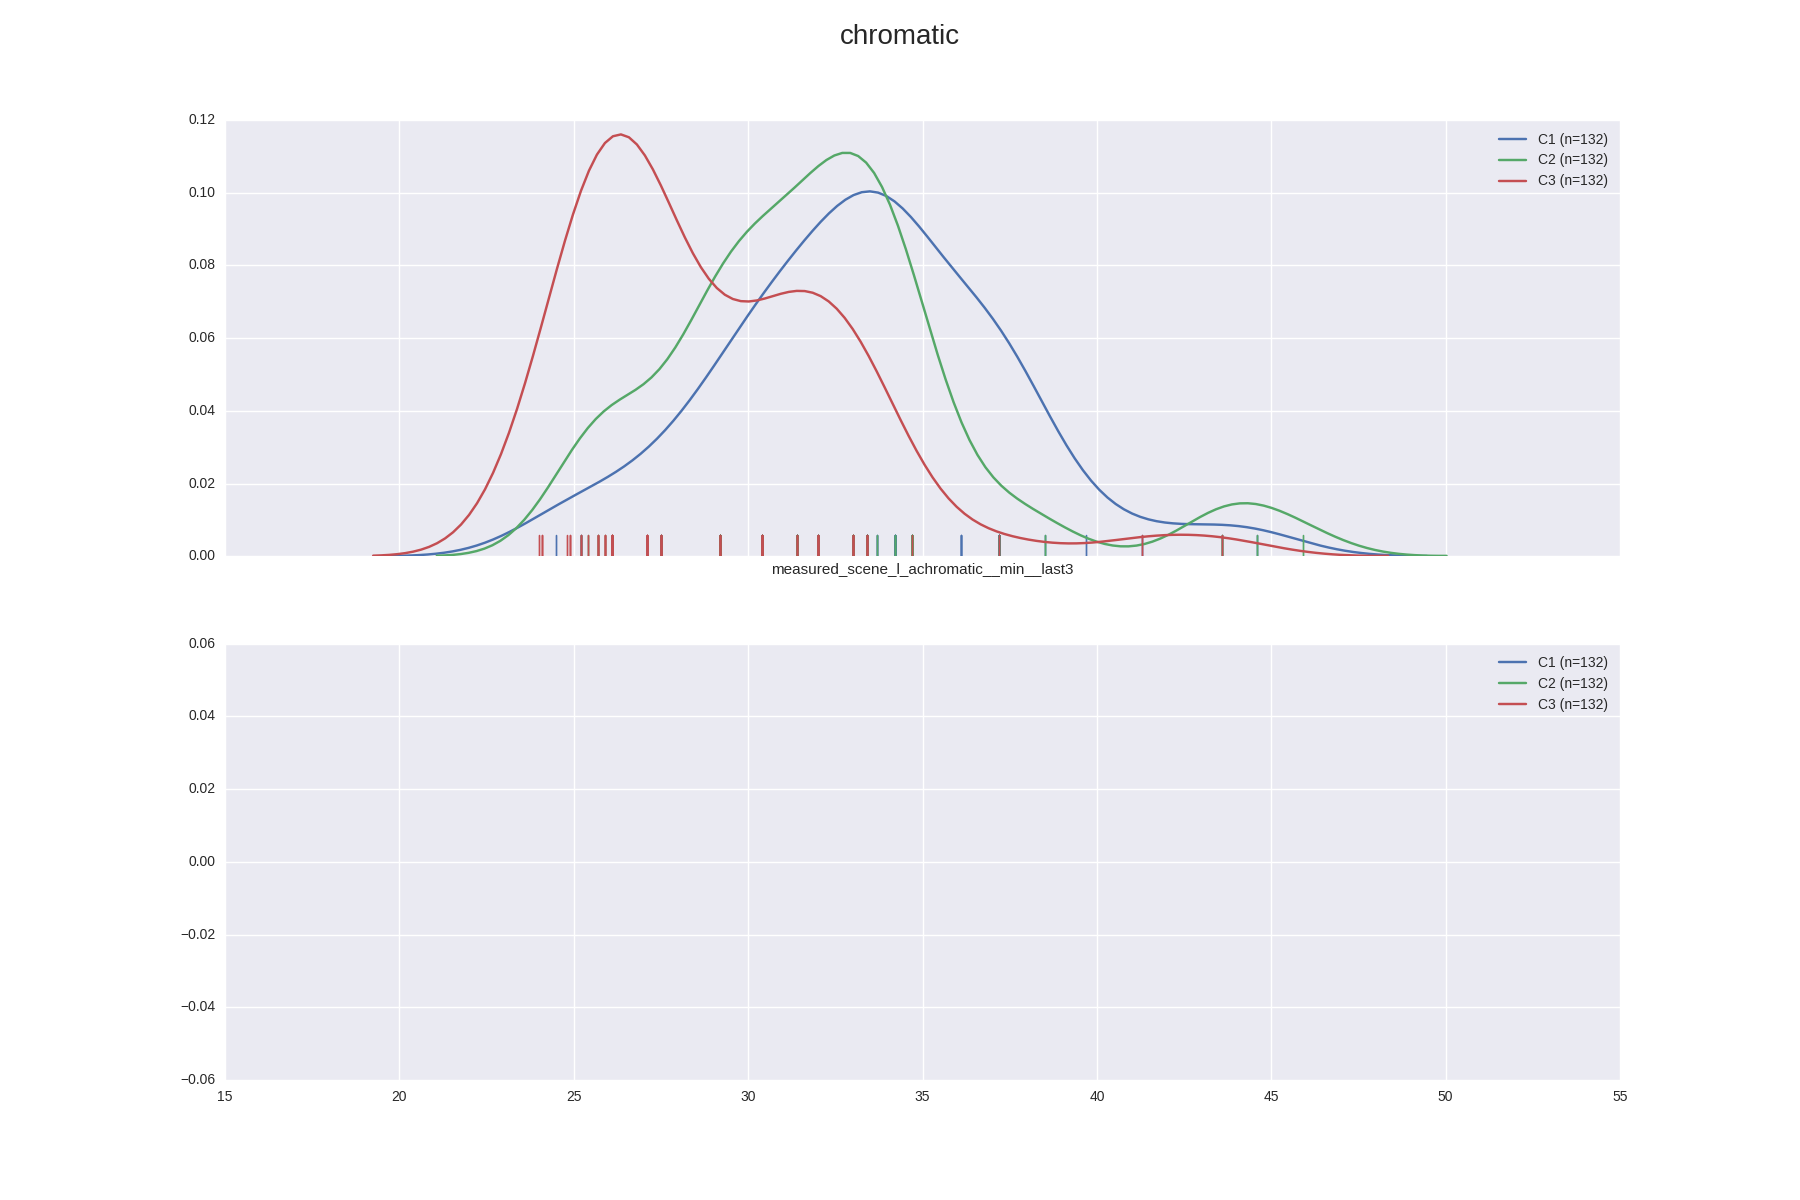 chromatic
0.12
0.10
0.08
0.06
0.04
0.02
0.00
C1 (n=132)
C2 (n=132)
C3 (n=132)
measured_scene_l_achromatic__min__last3
0.06
0.04
0.02
0.00
−0.02
−0.04
−0.06
C1 (n=132)
C2 (n=132)
C3 (n=132)
15 20 25 30 35 40 45 50 55